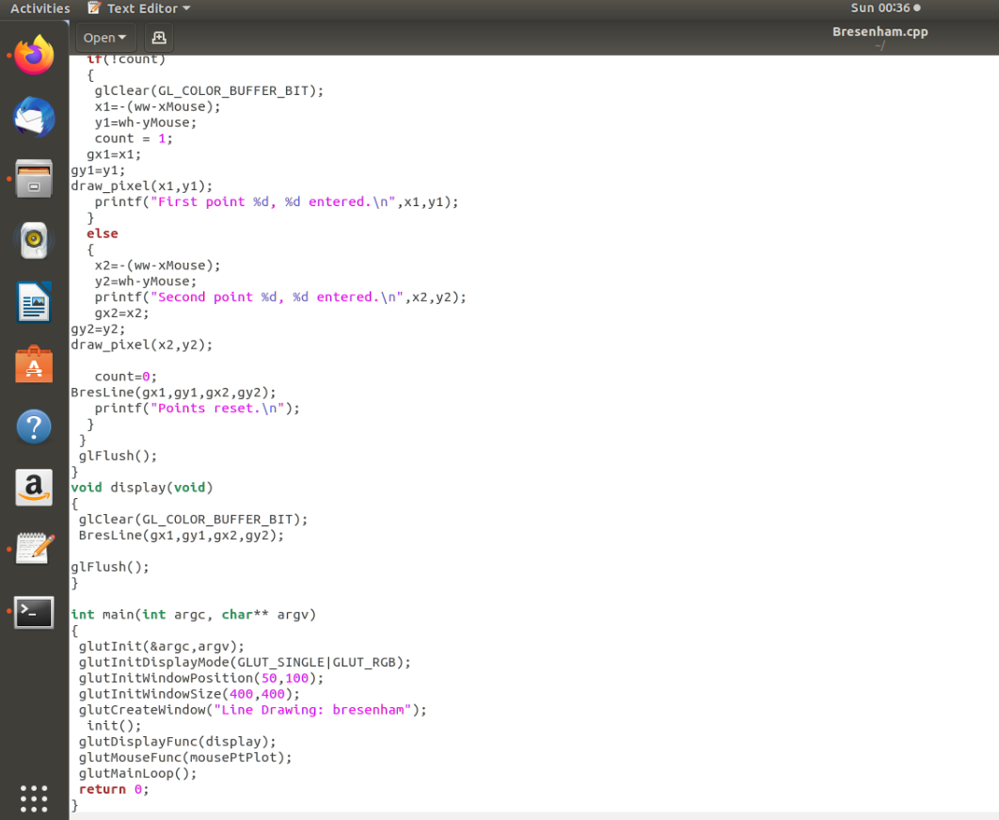 Activities Text Editor Sun 00:36
Open Bresenham.cpp
~/
if(!count)
{
glClear(GL_COLOR_BUFFER_BIT);
x1=-(ww-xMouse);
y1=wh-yMouse;
count = 1;
gx1=x1;
gy1=y1;
draw_pixel(x1,y1);
printf("First point %d, %d entered.\n",x1,y1);
}
else
{
x2=-(ww-xMouse);
y2=wh-yMouse;
printf("Second point %d, %d entered.\n",x2,y2);
gx2=x2;
gy2=y2;
draw_pixel(x2,y2);
count=0;
BresLine(gx1,gy1,gx2,gy2);
printf("Points reset.\n");
}
}
glFlush();
}
void display(void)
{
glClear(GL_COLOR_BUFFER_BIT);
BresLine(gx1,gy1,gx2,gy2);
glFlush();
}
int main(int argc, char** argv)
{
glutInit(&argc,argv);
glutInitDisplayMode(GLUT_SINGLE|GLUT_RGB);
glutInitWindowPosition(50,100);
glutInitWindowSize(400,400);
glutCreateWindow("Line Drawing: bresenham");
init();
glutDisplayFunc(display);
glutMouseFunc(mousePtPlot);
glutMainLoop();
return 0;
}